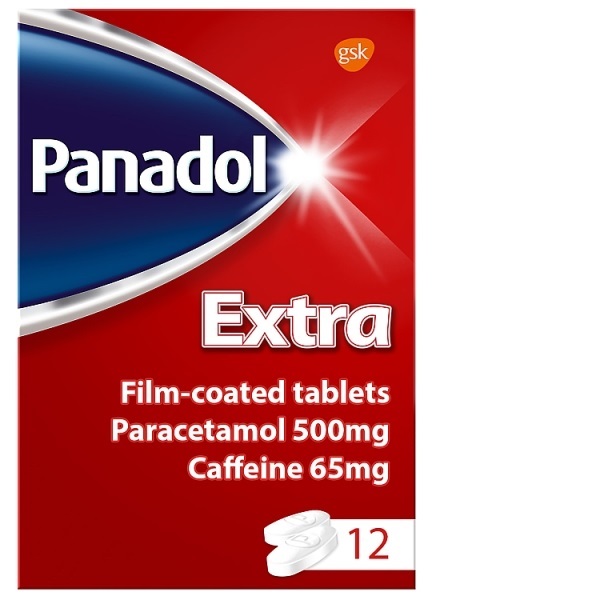 gsk
Panadol
Extra
Film-coated tablets
Paracetamol 500mg
Caffeine 65mg
12